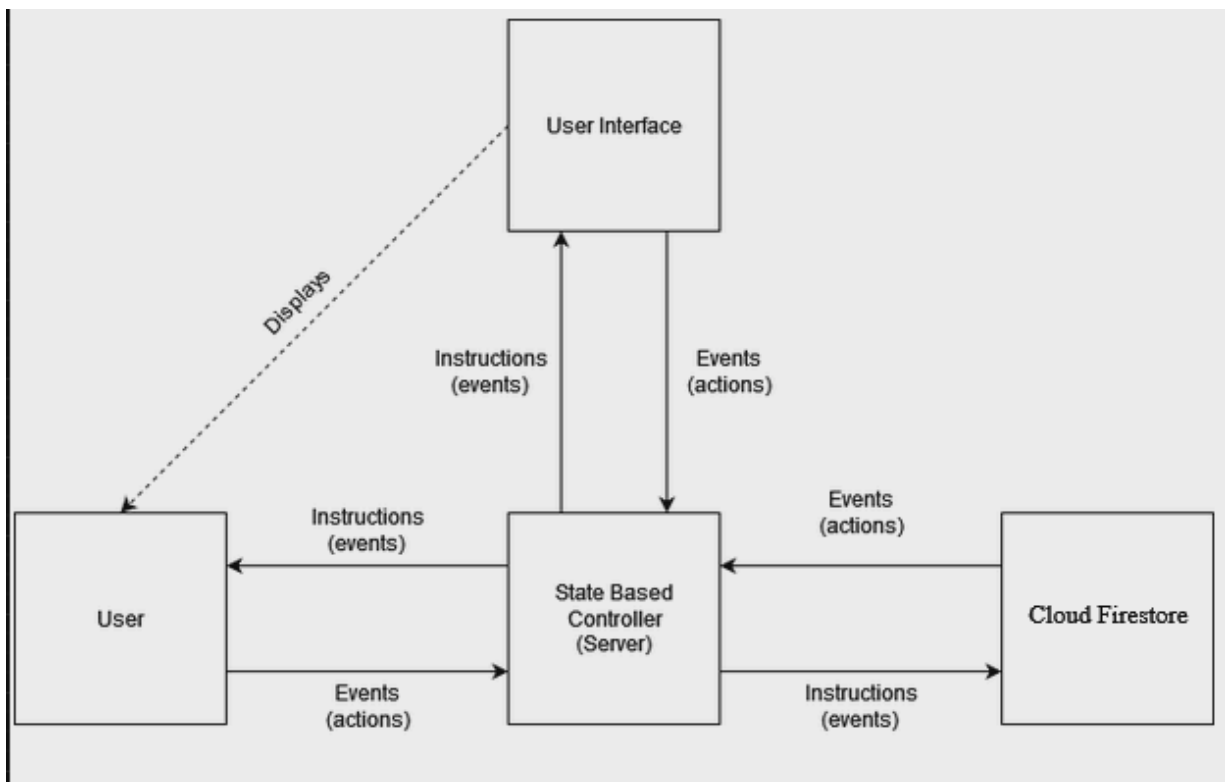 User Interface
Displays
Instructions
(events)
Events
(actions)
Instructions
(events)
Events
(actions)
User
State Based
Controller
(Server)
Cloud Firestore
Events
(actions)
Instructions
(events)